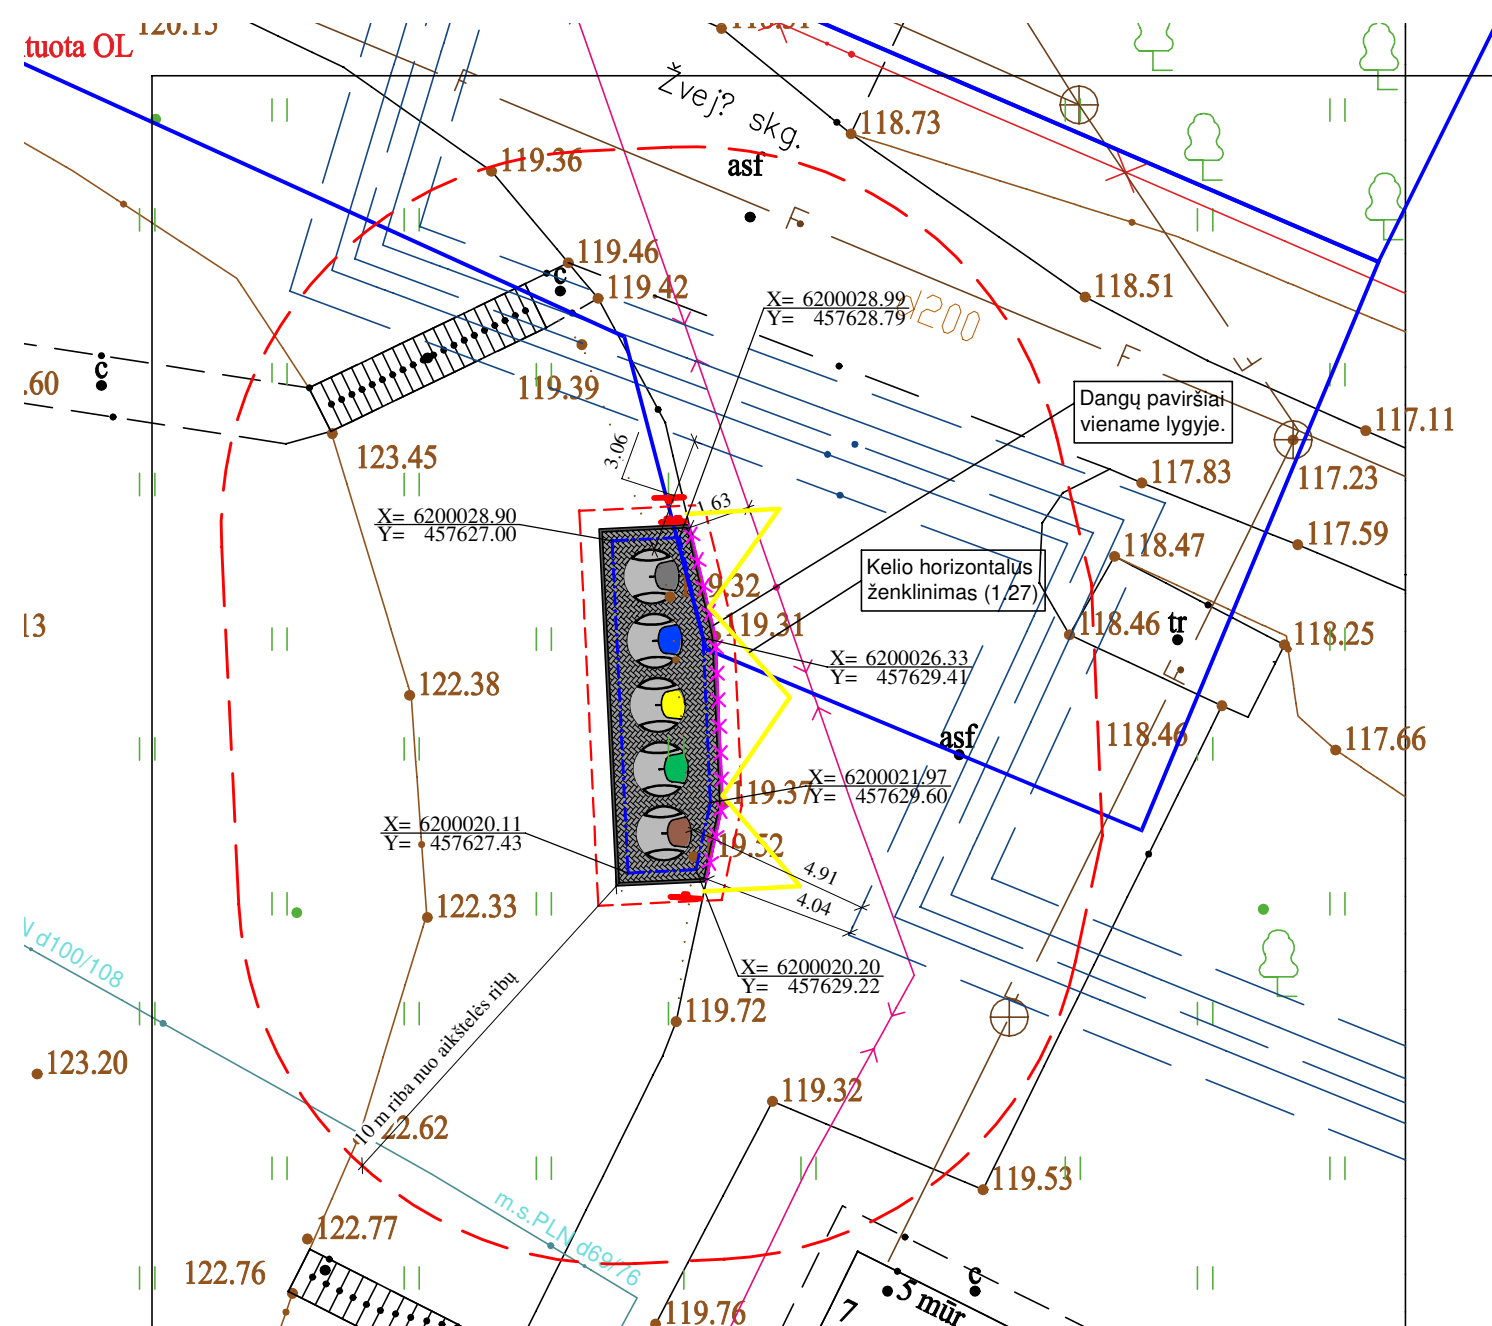 120.15
tuota OL
F
Žvej? skg.
118.73
119.36
asf
F
119.46
c
119.42
118.51
X= 6200028.99
Y= 457628.79
d200
F
F
c
.60
119.39
Dangų paviršiai
viename lygyje.
117.11
3.06
123.45
117.83
117.23
1.63
X= 6200028.90
Y= 457627.00
117.59
118.47
Kelio horizontalus
ženklinimas (1.27)
9.32
119.31
118.46
tr
118.25
13
X= 6200026.33
Y= 457629.41
F
122.38
118.46
asf
117.66
X= 6200021.97
Y= 457629.60
119.37
X= 6200020.11
Y= 457627.43
19.52
4.91
4.04
122.33
N d100/108
X= 6200020.20
Y= 457629.22
F
10 m riba nuo aikštelės ribų
119.72
123.20
119.32
22.62
119.53
m.s.PLN d69/76
122.77
122.76
c
5 mūr
7
119.76